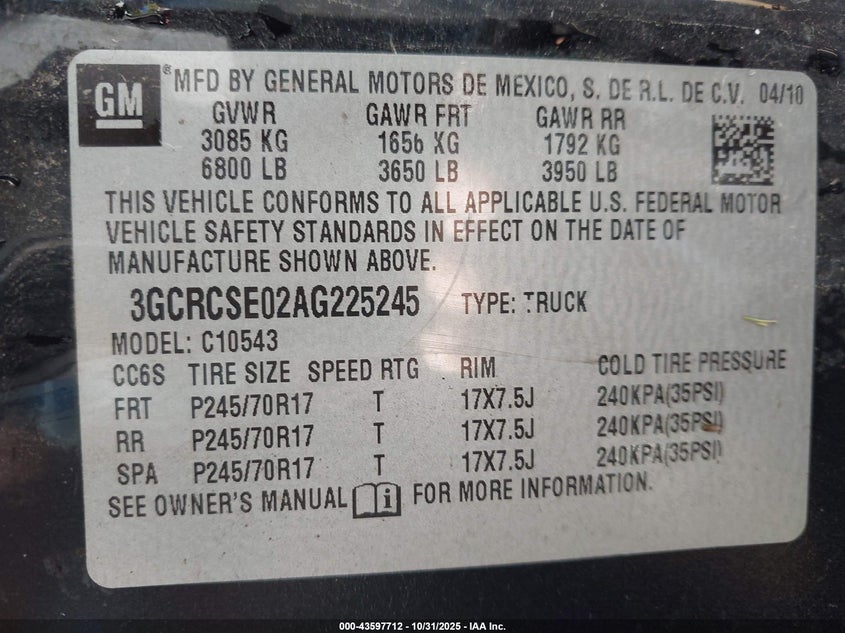 GM ® MFD BY GENERAL MOTORS DE MEXICO, S. DE R.L. DE C.V. 04/10
GVWR GAWR FRT GAWR RR
3085 KG 1656 KG 1792 KG
6800 LB 3650 LB 3950 LB
THIS VEHICLE CONFORMS TO ALL APPLICABLE U.S. FEDERAL MOTOR
VEHICLE SAFETY STANDARDS IN EFFECT ON THE DATE OF
MANUFACTURE SHOWN ABOVE.
3GCRCSE02AG225245 TYPE: TRUCK
MODEL: C10543
CC6S TIRE SIZE SPEED RTG RIM COLD TIRE PRESSURE
FRT P245/70R17 T 17X7.5J 240KPA(35PSI)
RR P245/70R17 T 17X7.5J 240KPA(35PSI)
SPA P245/70R17 T 17X7.5J 240KPA(35PSI)
SEE OWNER'S MANUAL i FOR MORE INFORMATION.
000-43597712 - 10/31/2025 - IAA Inc.